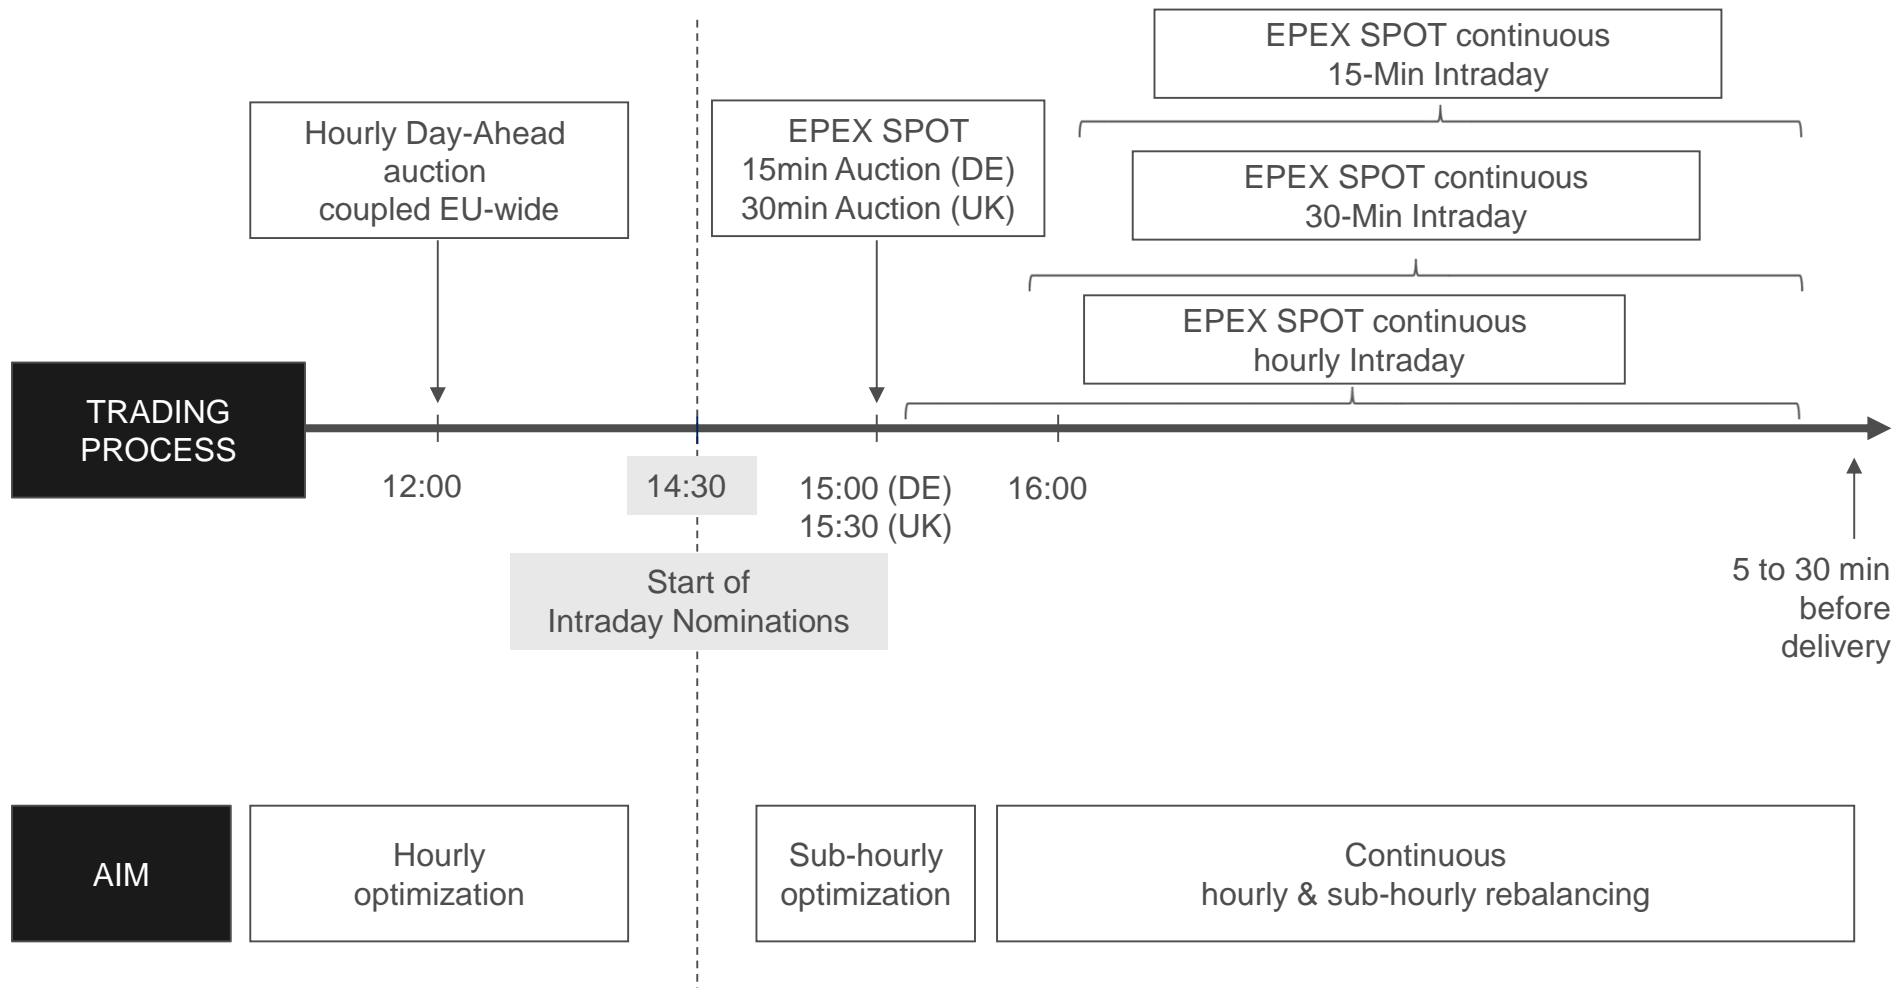 EPEX SPOT continuous
15-Min Intraday
Hourly Day-Ahead
auction
coupled EU-wide
EPEX SPOT
15min Auction (DE)
30min Auction (UK)
EPEX SPOT continuous
30-Min Intraday
EPEX SPOT continuous
hourly Intraday
TRADING
PROCESS
12:00
14:30
15:00 (DE)
15:30 (UK)
16:00
Start of
Intraday Nominations
5 to 30 min
before
delivery
AIM
Hourly
optimization
Sub-hourly
optimization
Continuous
hourly & sub-hourly rebalancing